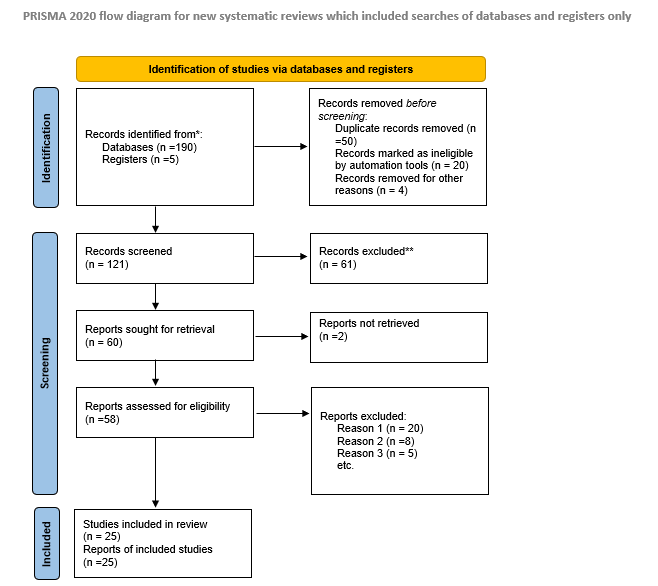 PRISMA 2020 flow diagram for new systematic reviews which included searches of databases and registers only
Identification of studies via databases and registers
Identification
Records identified from*:
Databases (n =190)
Registers (n =5)
Records removed before
screening:
Duplicate records removed (n
=50)
Records marked as ineligible
by automation tools (n = 20)
Records removed for other
reasons (n = 4)
Screening
Records screened
(n = 121)
Records excluded**
(n = 61)
Reports sought for retrieval
(n = 60)
Reports not retrieved
(n =2)
Reports assessed for eligibility
(n =58)
Reports excluded:
Reason 1 (n = 20)
Reason 2 (n =8)
Reason 3 (n = 5)
etc.
Included
Studies included in review
(n = 25)
Reports of included studies
(n =25)